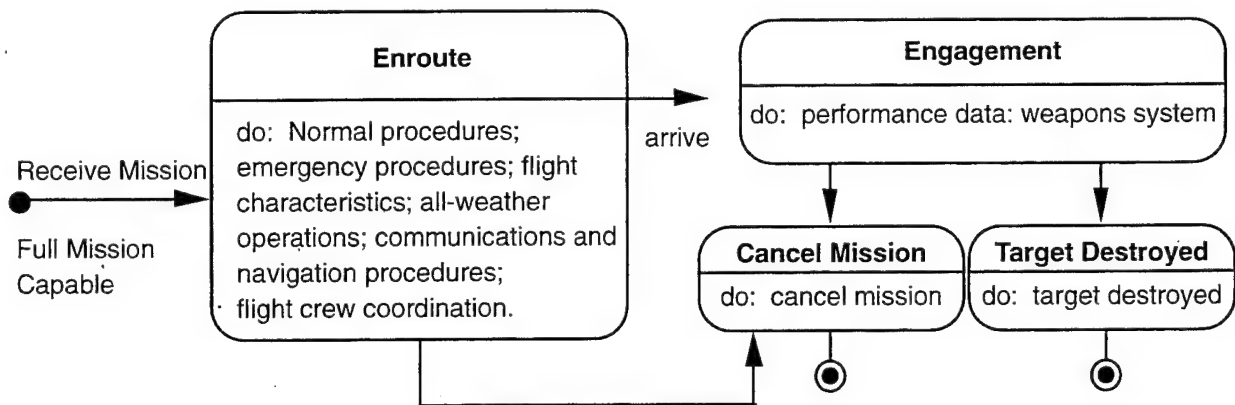 Receive Mission
Full Mission
Capable
Enroute
do: Normal procedures;
emergency procedures; flight
characteristics; all-weather
operations; communications and
navigation procedures;
flight crew coordination.
arrive
Engagement
do: performance data: weapons system
Cancel Mission
do: cancel mission
Target Destroyed
do: target destroyed